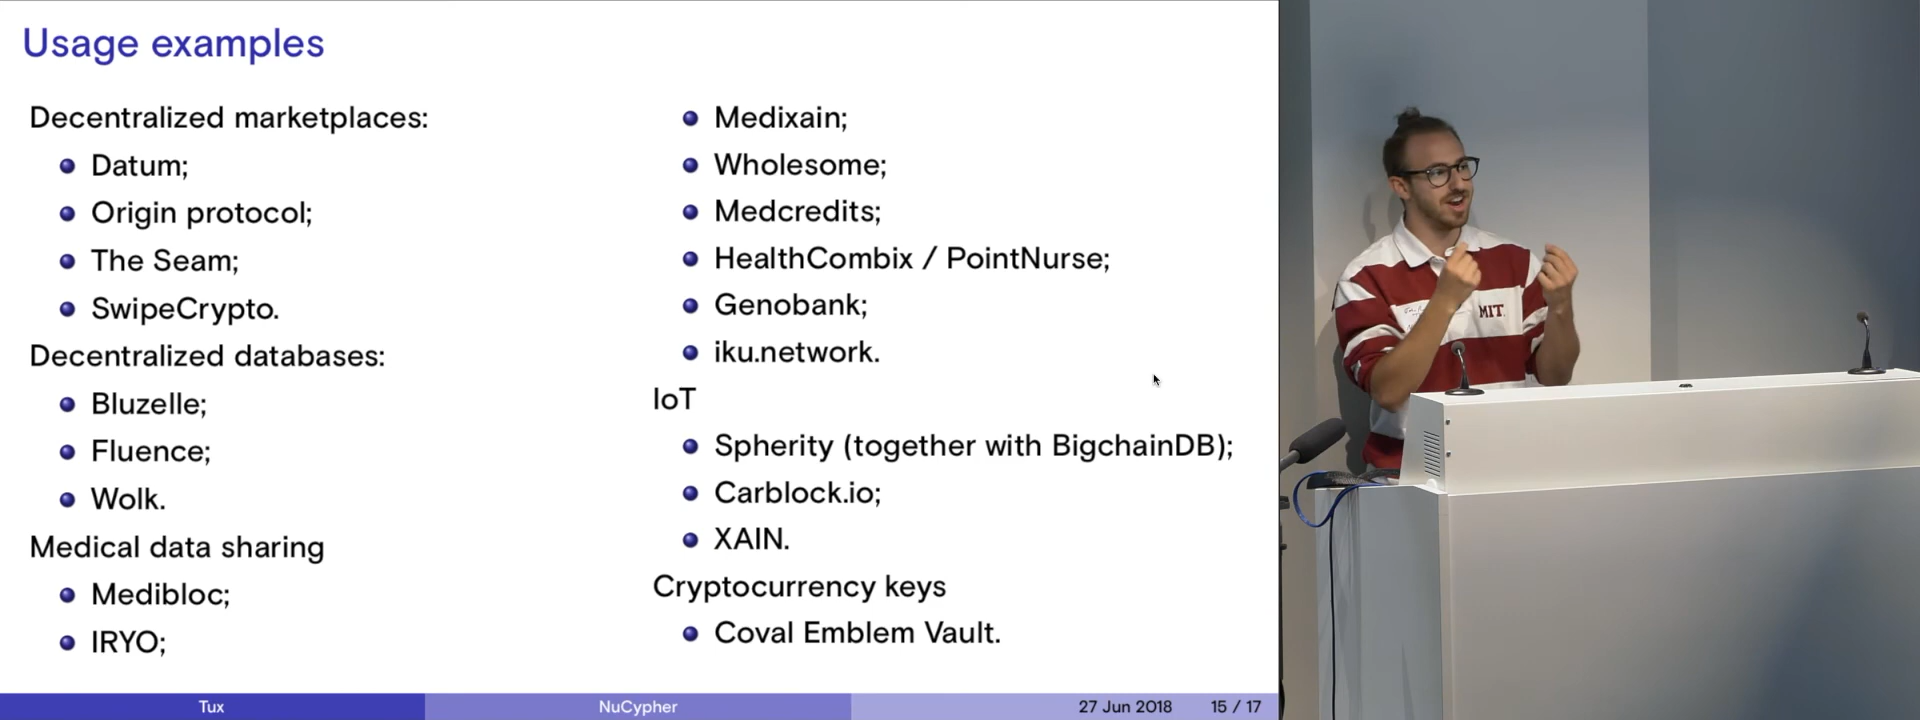 Usage examples
Decentralized marketplaces:
Datum;
Origin protocol;
The Seam;
SwipeCrypto.
Decentralized databases:
Bluzelle;
Fluence;
Wolk.
Medical data sharing
Medibloc;
IRYO;
Medixain;
Wholesome;
Medcredits;
HealthCombix / PointNurse;
Genobank;
iku.network.
IoT
Spherity (together with BigchainDB);
Carblock.io;
XAIN.
Cryptocurrency keys
Coval Emblem Vault.
Tux
NuCypher
27 Jun 2018 15 / 17
MIT